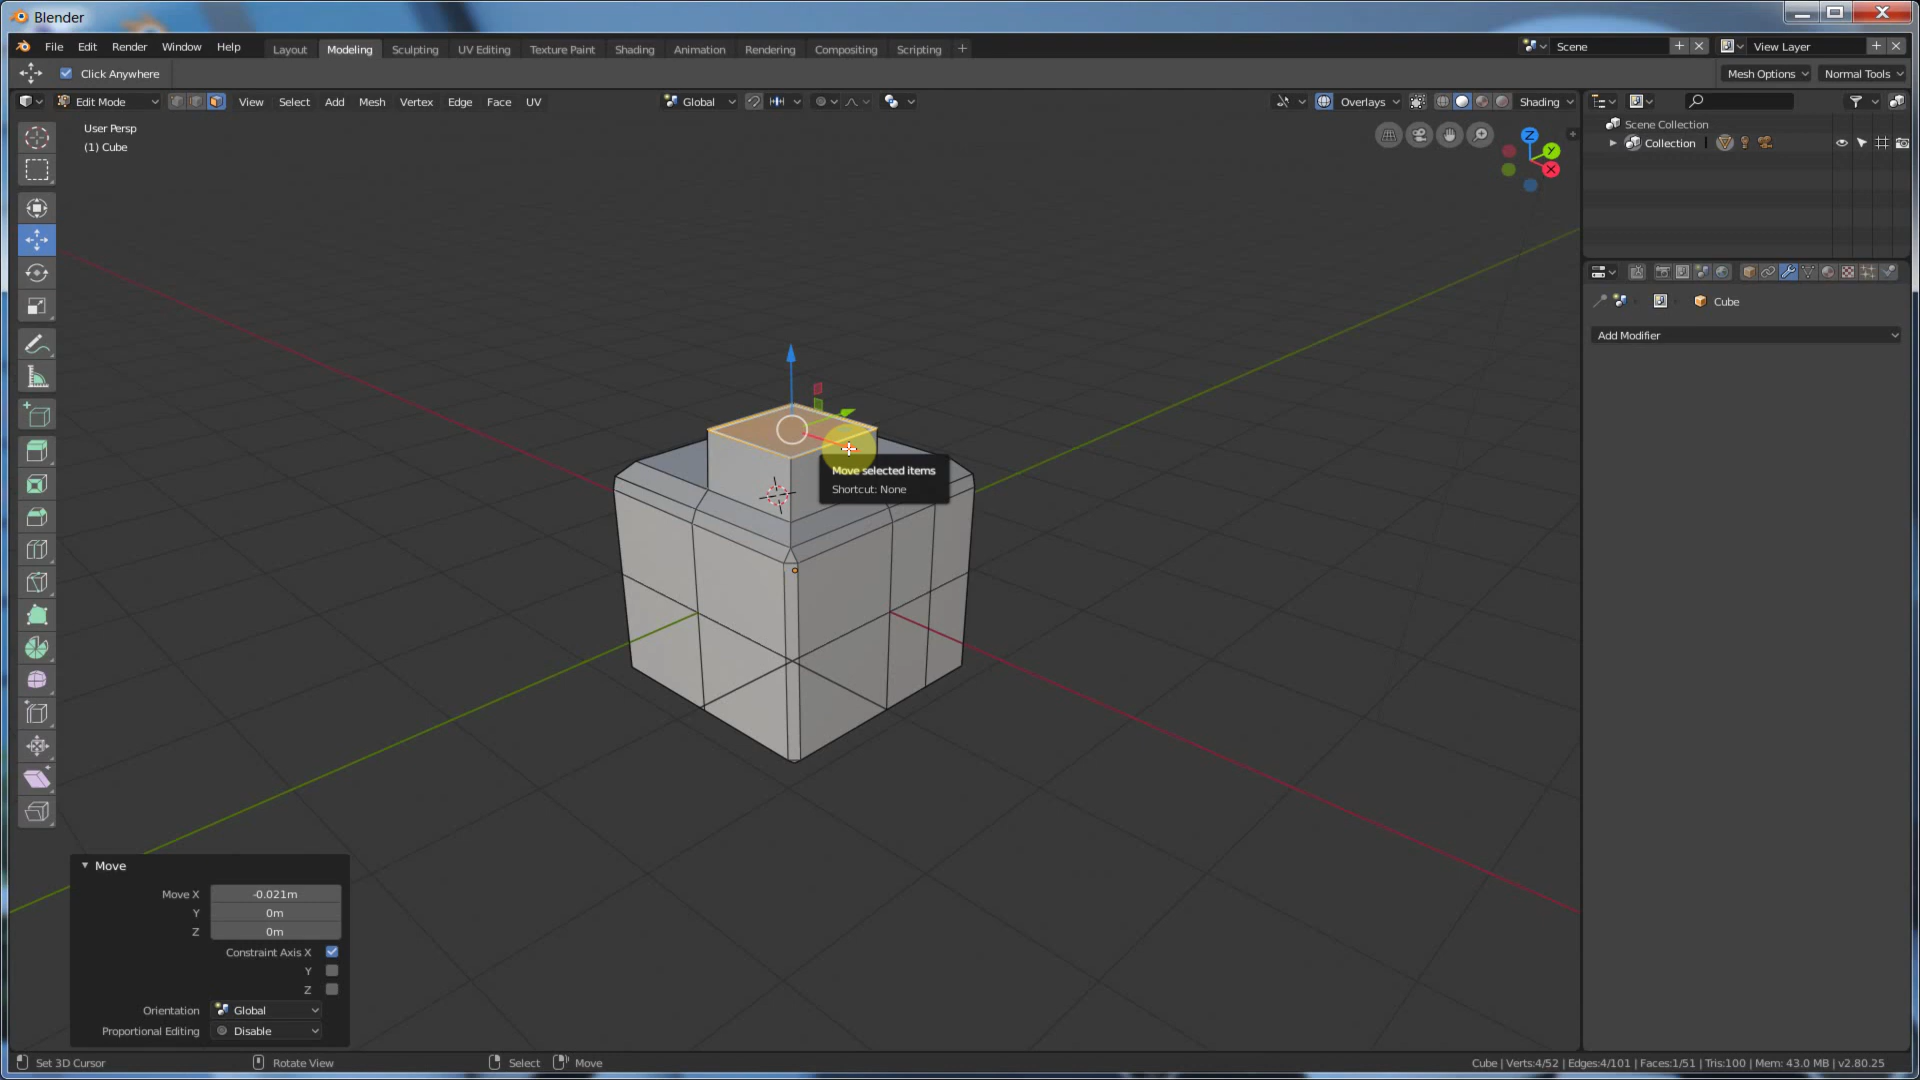 Blender
File Edit Render Window Help
Layout Modeling Sculpting UV Editing Texture Paint Shading Animation Rendering Compositing Scripting +
Scene
View Layer
Click Anywhere
Mesh Options
Normal Tools
Edit Mode
View Select Add Mesh Vertex Edge Face UV
Global
Overlays
Shading
User Persp
(1) Cube
Z
Y
X
Scene Collection
Collection
Cube
Add Modifier
Move selected items
Shortcut: None
Move
Move X -0.021m
Y 0m
Z 0m
Constraint Axis X
Y
Z
Orientation Global
Proportional Editing Disable
Set 3D Cursor
Rotate View
Select
Move
Cube | Verts:4/52 | Edges:4/101 | Faces:1/51 | Tris:100 | Mem: 43.0 MB | v2.80.25